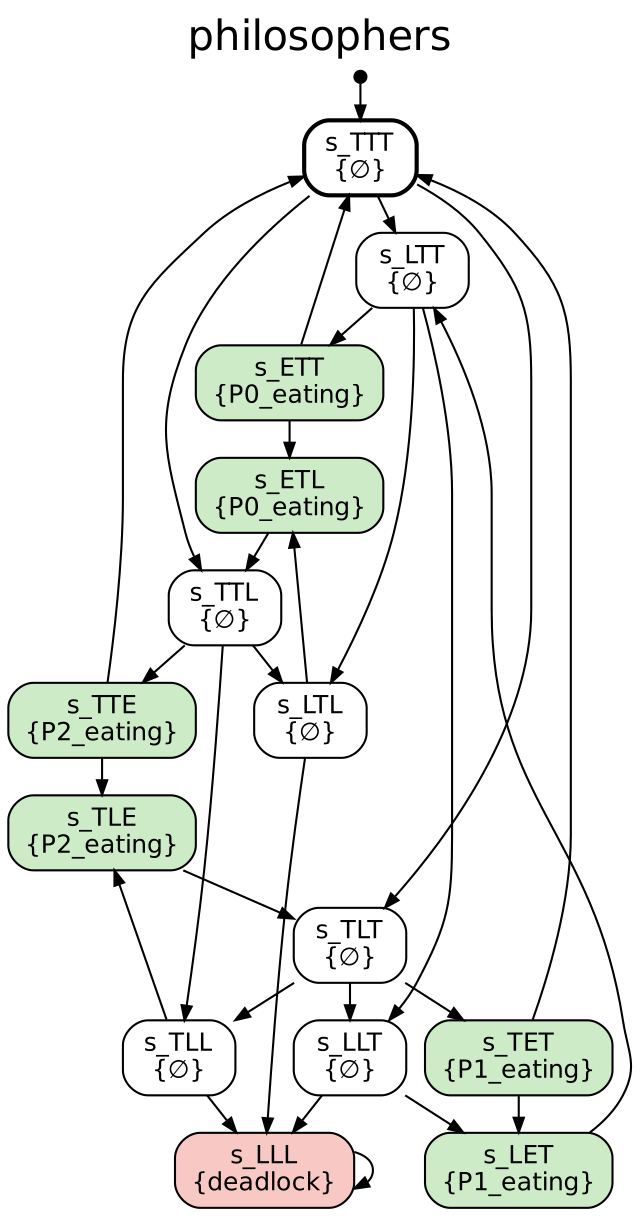 philosophers
s_TTT
{∅}
s_LTT
{∅}
s_ETT
{P0_eating}
s_ETL
{P0_eating}
s_TTL
{∅}
s_TTE
{P2_eating}
s_LTL
{∅}
s_TLE
{P2_eating}
s_TLT
{∅}
s_TLL
{∅}
s_LLT
{∅}
s_TET
{P1_eating}
s_LLL
{deadlock}
s_LET
{P1_eating}